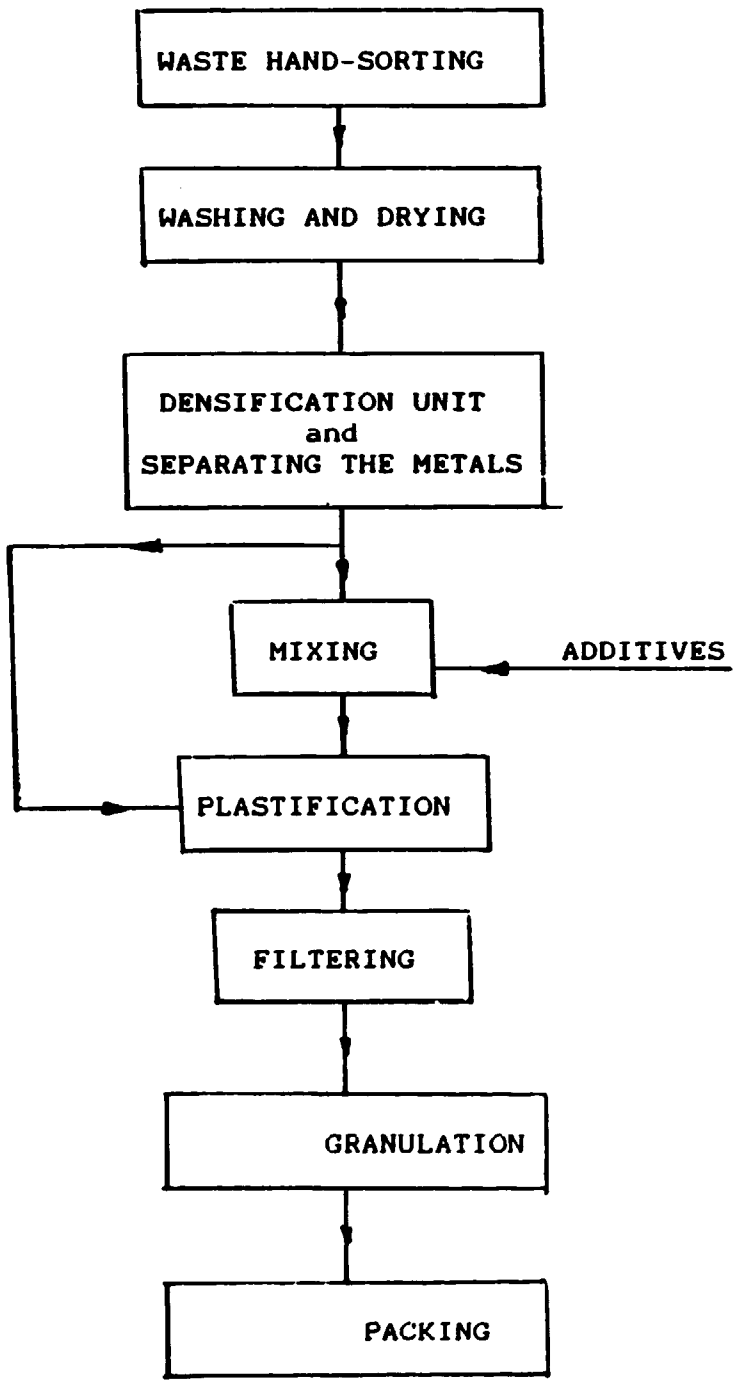 WASTE HAND-SORTING
WASHING AND DRYING
DENSIFICATION UNIT
and
SEPARATING THE METALS
MIXING
ADDITIVES
PLASTIFICATION
FILTERING
GRANULATION
PACKING